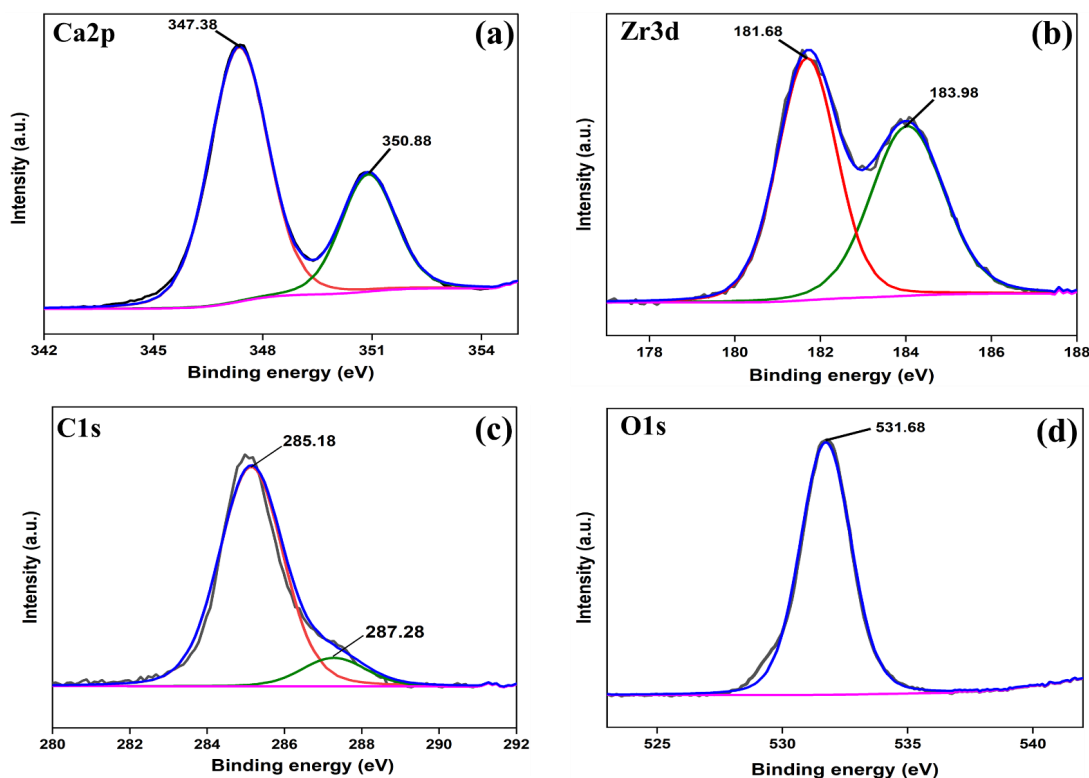 Ca2p
347.38
(a)
350.88
Intensity (a.u.)
342
345
348
351
354
Binding energy (eV)
Zr3d
181.68
(b)
183.98
Intensity (a.u.)
178
180
182
184
186
188
Binding energy (eV)
C1s
285.18
(c)
287.28
Intensity (a.u.)
280
282
284
286
288
290
292
Binding energy (eV)
O1s
531.68
(d)
Intensity (a.u.)
525
530
535
540
Binding energy (eV)